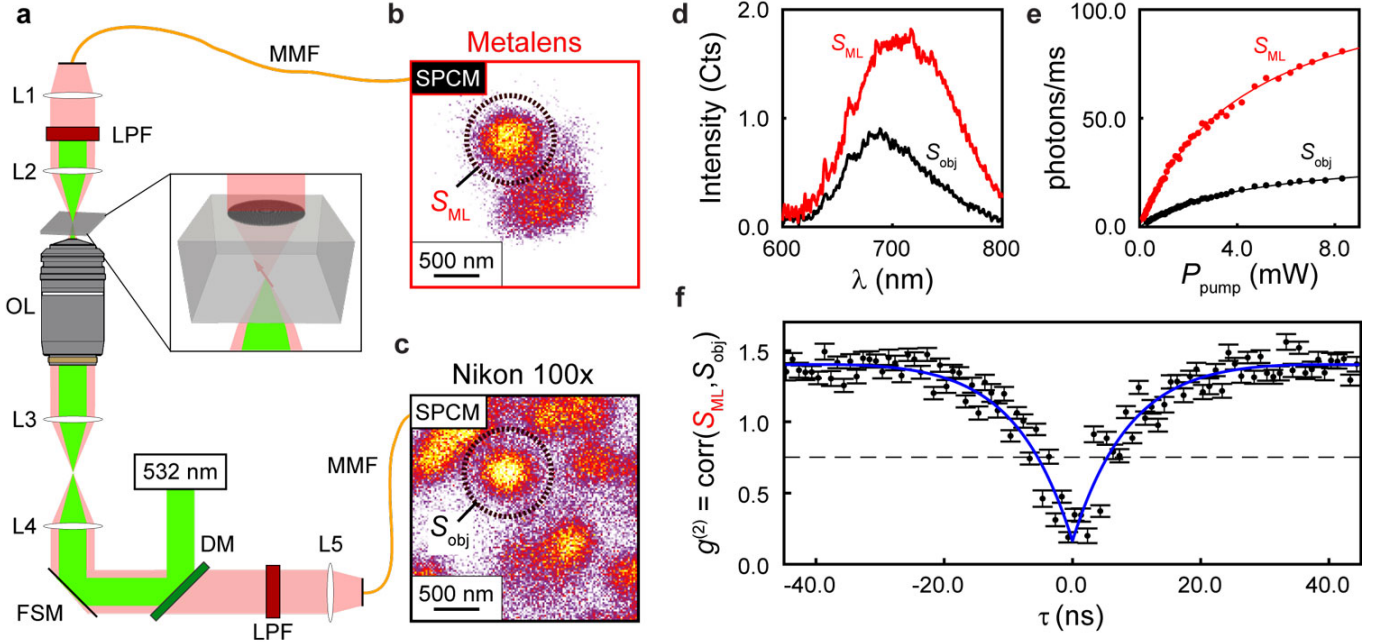 a
MMF
L1
LPF
L2
OL
L3
532 nm
L4
DM
L5
FSM
LPF
MMF
b
Metalens
SPCM
S_ML
500 nm
c
Nikon 100x
SPCM
S_obj
500 nm
d
2.0
1.0
0.0
600 700 800
Intensity (Cts)
λ (nm)
S_ML
S_obj
e
100.0
50.0
0.0
0.0 4.0 8.0
photons/ms
P_pump (mW)
S_ML
S_obj
f
1.5
1.0
0.5
0.0
-40.0 -20.0 0.0 20.0 40.0
g^(2) = corr(S_ML, S_obj)
τ (ns)